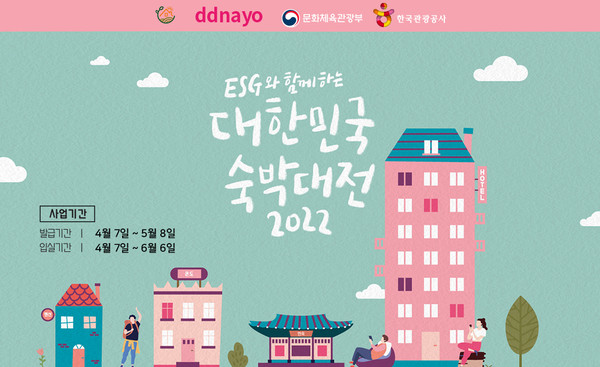 ddnayo
문화체육관광부
한국관광공사
ESG와 함께하는
대한민국
숙박대전
2022
사업기간
발급기간 | 4월 7일 ~ 5월 8일
입실기간 | 4월 7일 ~ 6월 6일
HOTEL